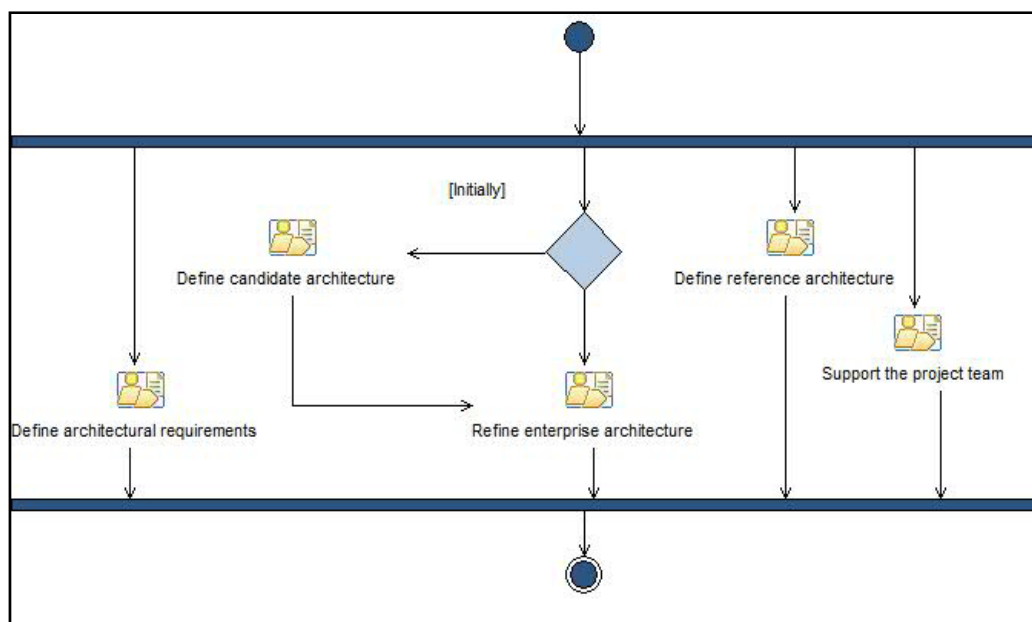 [Initially]
Define candidate architecture
Define reference architecture
Support the project team
Define architectural requirements
Refine enterprise architecture